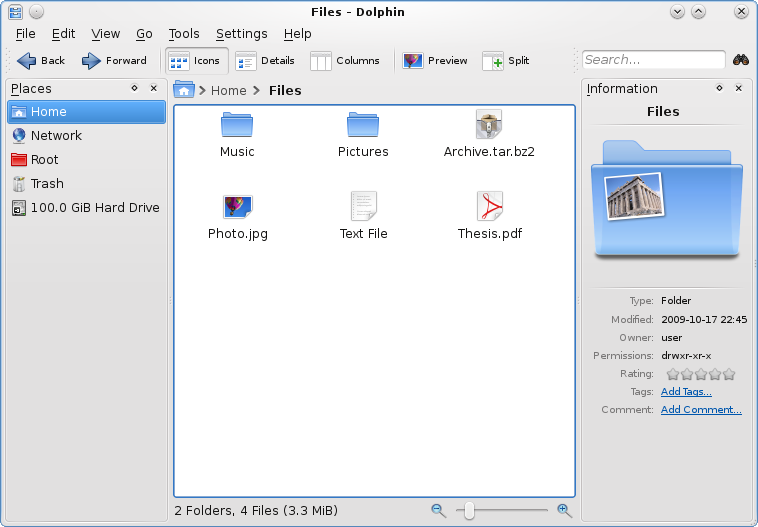 Files – Dolphin
File Edit View Go Tools Settings Help
Back Forward Icons Details Columns Preview Split Search...
Places
Home
Network
Root
Trash
100.0 GiB Hard Drive
Home Files
Music Pictures Archive.tar.bz2
Photo.jpg Text File Thesis.pdf
2 Folders, 4 Files (3.3 MiB)
Information
Files
Type: Folder
Modified: 2009-10-17 22:45
Owner: user
Permissions: drwxr-xr-x
Rating:
Tags: Add Tags...
Comment: Add Comment...